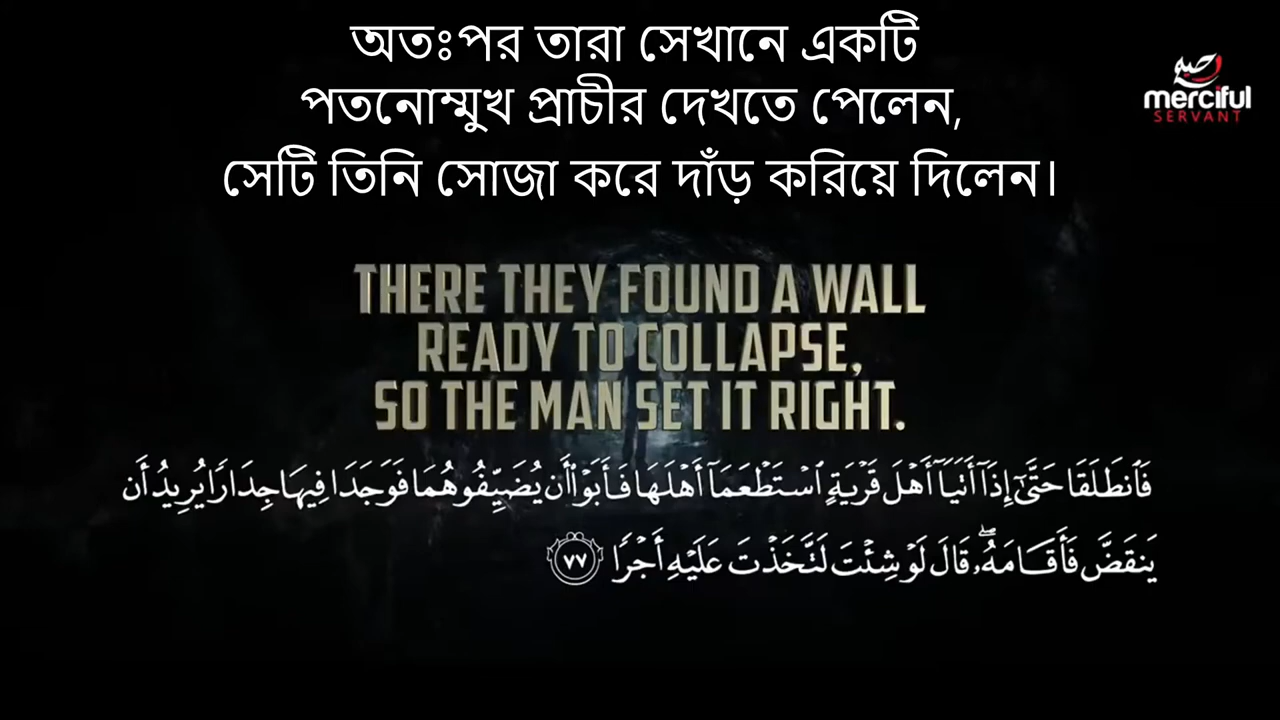 অতঃপর তারা সেখানে একটি
পতনোম্মুখ প্রাচীর দেখতে পেলেন,
সেটি তিনি সোজা করে দাঁড় করিয়ে দিলেন।
merciful
SERVANT
THERE THEY FOUND A WALL
READY TO COLLAPSE,
SO THE MAN SET IT RIGHT.
فَٱنطَلَقَا حَتَّىٰٓ إِذَآ أَتَيَآ أَهْلَ قَرْيَةٍ ٱسْتَطْعَمَآ أَهْلَهَا فَأَبَوْا۟ أَن يُضَيِّفُوهُمَا فَوَجَدَا فِيهَا جِدَارًا يُرِيدُ أَن
يَنقَضَّ فَأَقَامَهُۥۖ قَالَ لَوْ شِئْتَ لَتَّخَذْتَ عَلَيْهِ أَجْرًا ٧٧